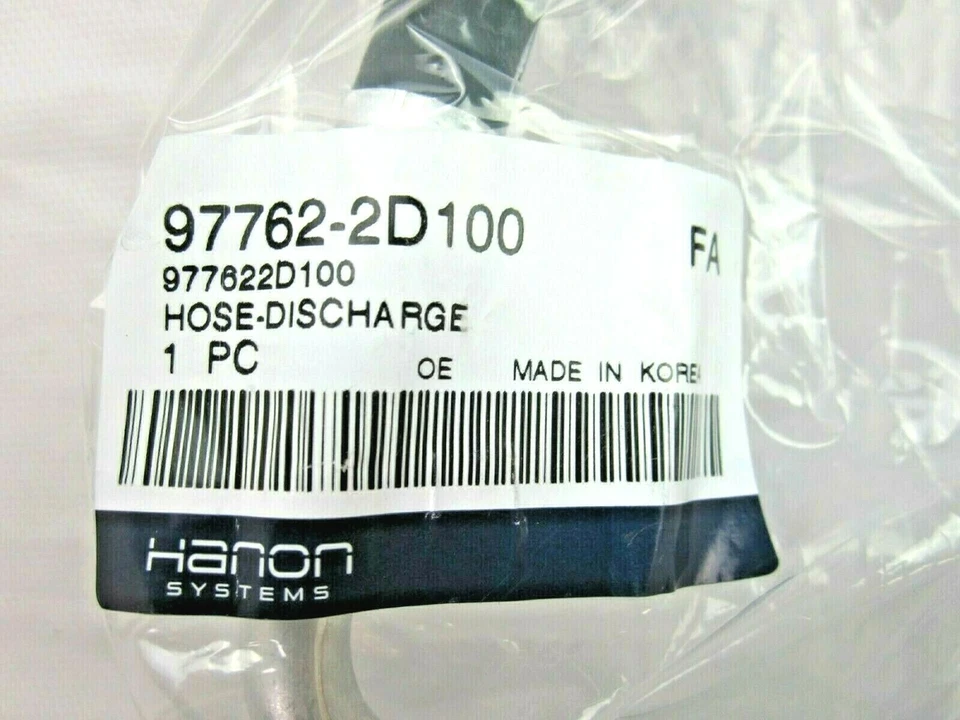 97762-2D100
FA
977622D100
HOSE-DISCHARGE
1 PC
OE
MADE IN KOREA
Hanon
SYSTEMS